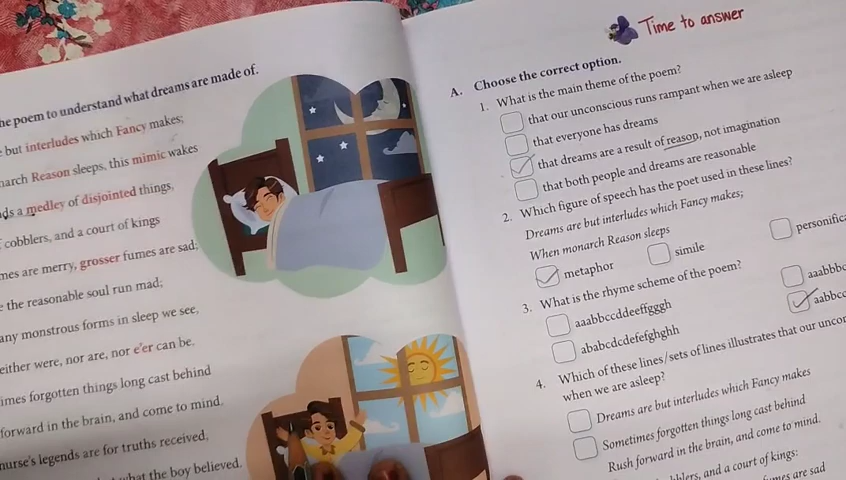 he poem to understand what dreams are made of.
but interludes which Fancy makes;
narch Reason sleeps, this mimic wakes
ds a medley of disjointed things,
cobblers, and a court of kings
mes are merry, grosser fumes are sad;
the reasonable soul run mad;
any monstrous forms in sleep we see,
either were, nor are, nor e'er can be.
imes forgotten things long cast behind
forward in the brain, and come to mind.
nurse's legends are for truths received,
what the boy believed.
Time to answer
A. Choose the correct option.
1. What is the main theme of the poem?
that our unconscious runs rampant when we are asleep
that everyone has dreams
that dreams are a result of reason, not imagination
that both people and dreams are reasonable
2. Which figure of speech has the poet used in these lines?
Dreams are but interludes which Fancy makes;
When monarch Reason sleeps
metaphor simile personific
3. What is the rhyme scheme of the poem?
aaabbccddeeffgggh aaabbb
ababcdcdefefghghh aabbcc
4. Which of these lines/sets of lines illustrates that our uncon
when we are asleep?
Dreams are but interludes which Fancy makes
Sometimes forgotten things long cast behind
Rush forward in the brain, and come to mind.
bblers, and a court of kings:
umes are sad